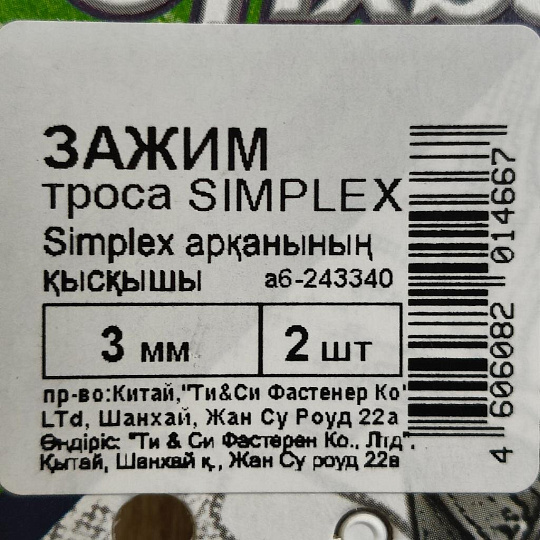 ЗАЖИМ
троса SIMPLEX
Simplex арқанының
қысқышы а6-243340
3 мм 2 шт
пр-во:Китай,"Ти&Си Фастенер Ко"
LTd, Шанхай, Жан Су Роуд 22а
Өндіріс: "Ти & Си Фастерен Ко., Лтд",
Қытай, Шанхай қ., Жан Су роуд 22а
4 606082 014667